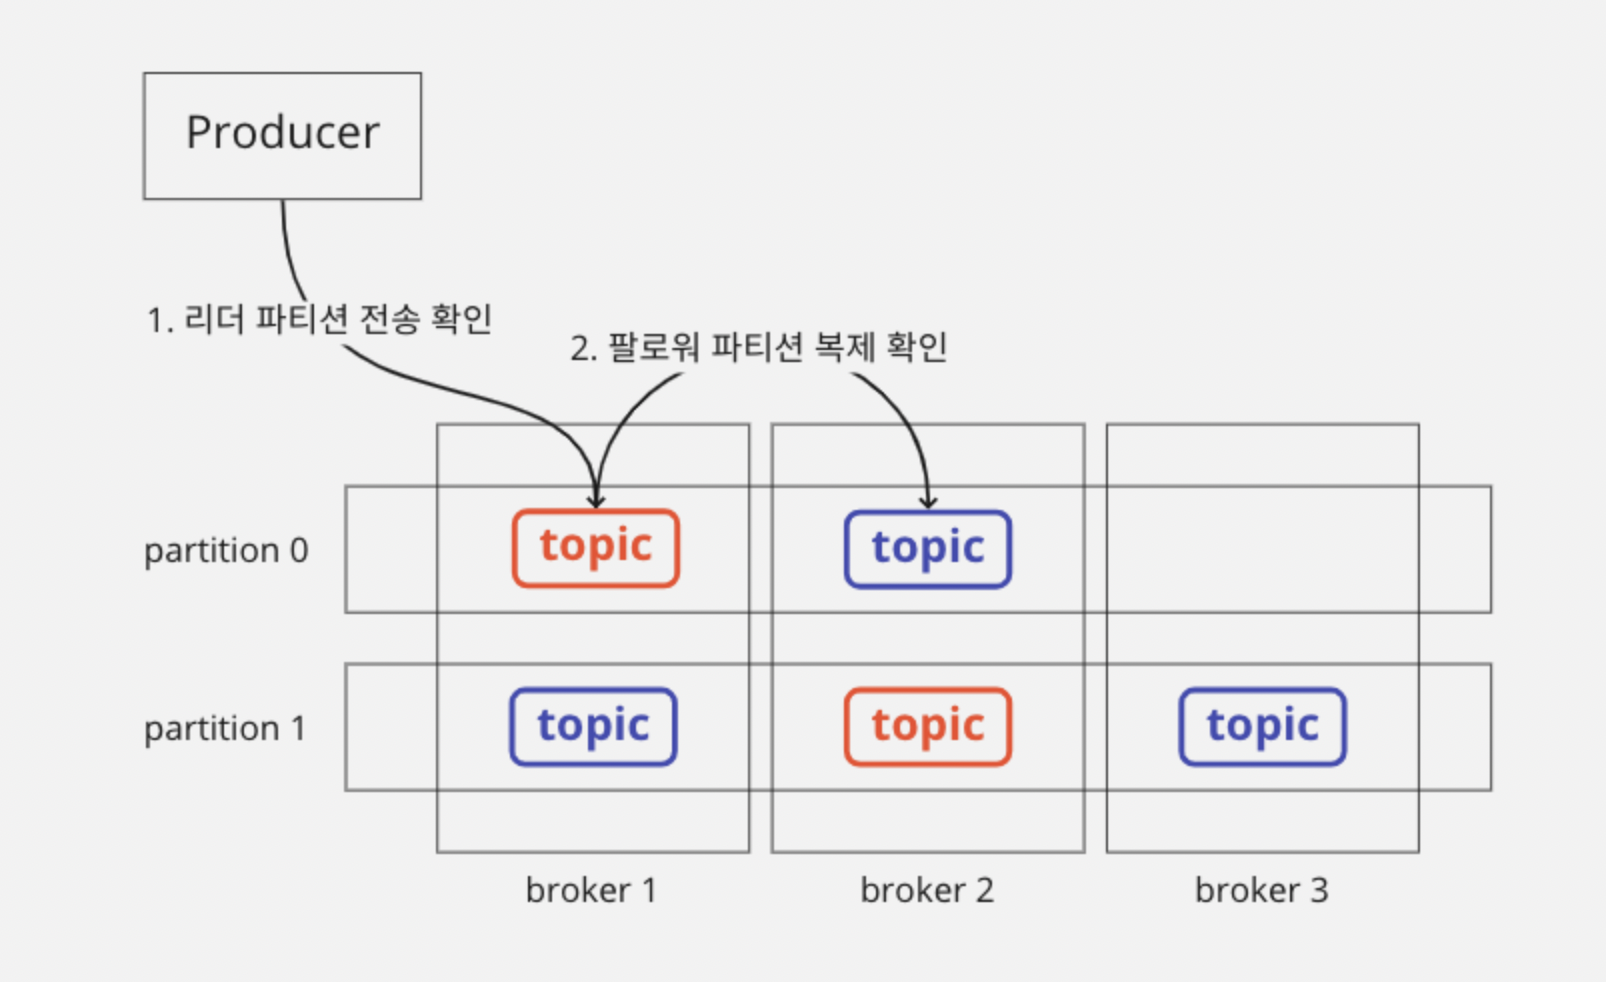 Producer
1. 리더 파티션 전송 확인
2. 팔로워 파티션 복제 확인
partition 0
topic
topic
partition 1
topic
topic
topic
broker 1
broker 2
broker 3